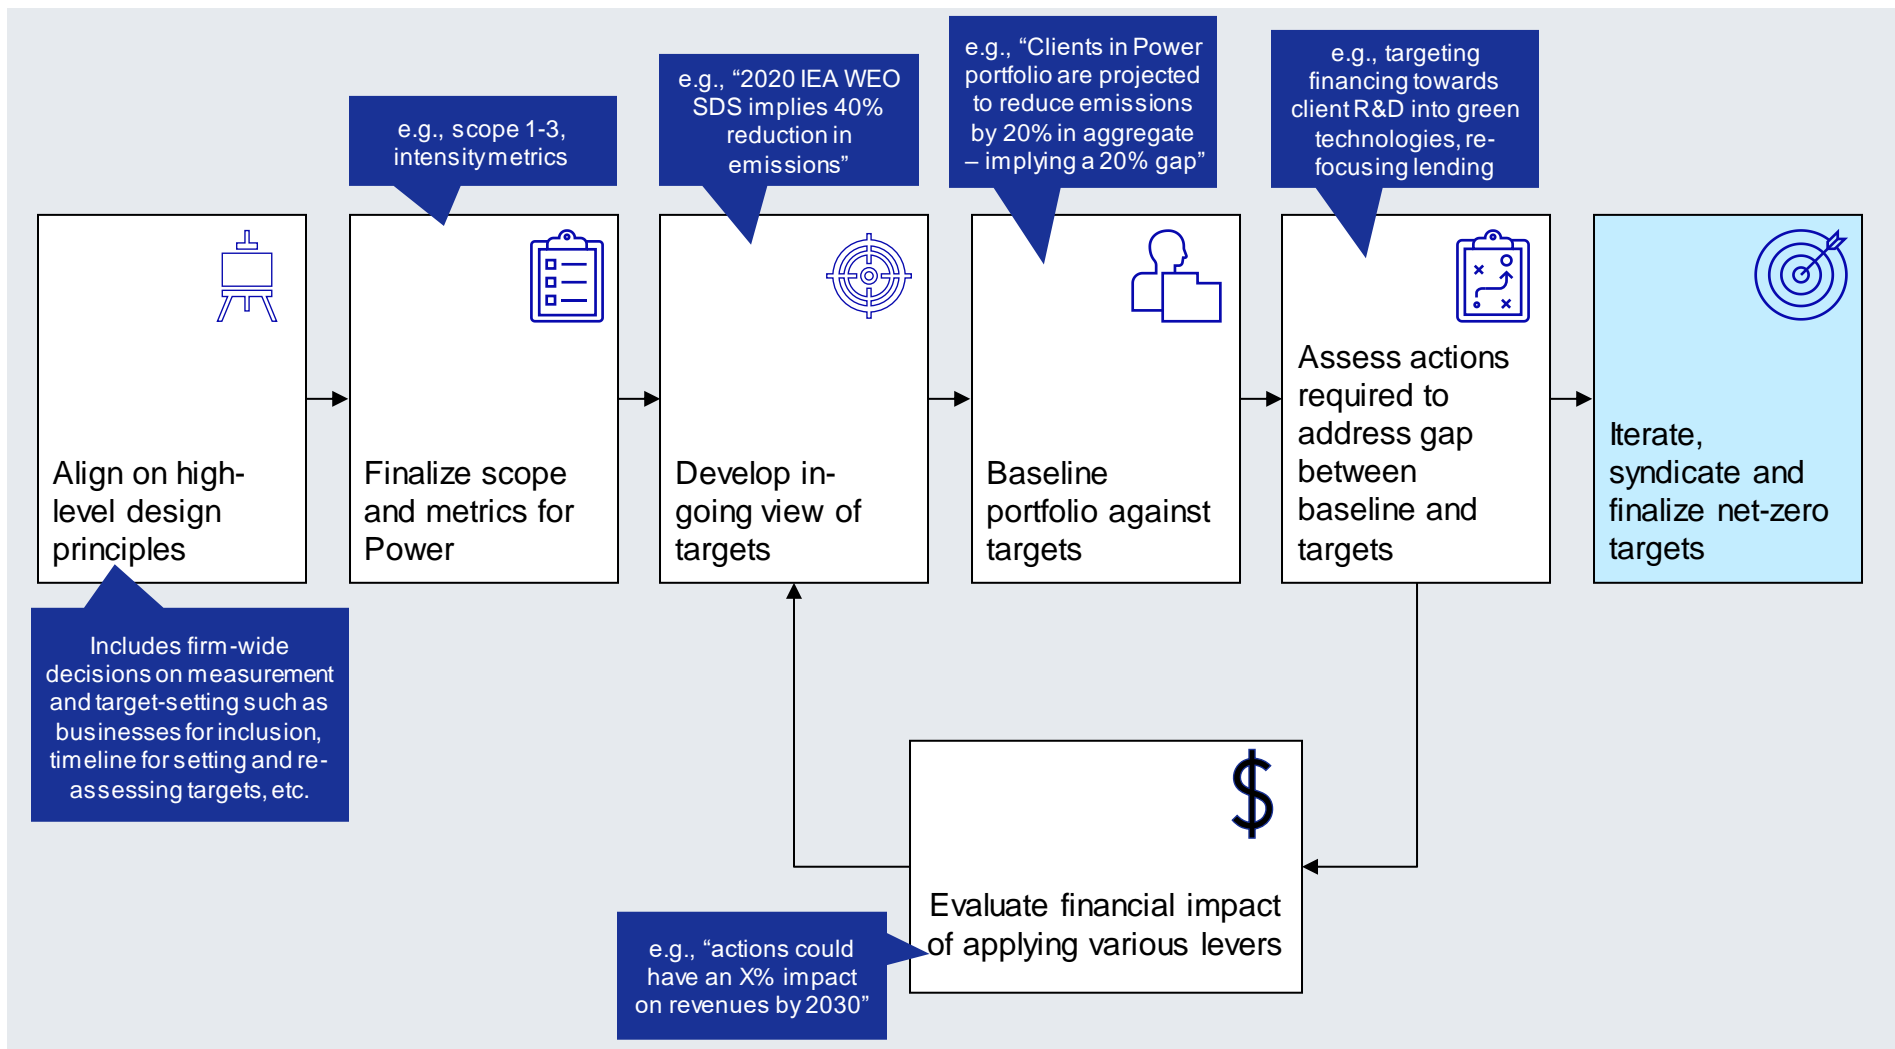 e.g., scope 1-3,
intensity metrics
e.g., “2020 IEA WEO
SDS implies 40%
reduction in
emissions”
e.g., “Clients in Power
portfolio are projected
to reduce emissions
by 20% in aggregate
– implying a 20% gap”
e.g., targeting
financing towards
client R&D into green
technologies, re-
focusing lending
Align on high-
level design
principles
Finalize scope
and metrics for
Power
Develop in-
going view of
targets
Baseline
portfolio against
targets
Assess actions
required to
address gap
between
baseline and
targets
Iterate,
syndicate and
finalize net-zero
targets
Includes firm-wide
decisions on measurement
and target-setting such as
businesses for inclusion,
timeline for setting and re-
assessing targets, etc.
$
Evaluate financial impact
of applying various levers
e.g., “actions could
have an X% impact
on revenues by 2030”